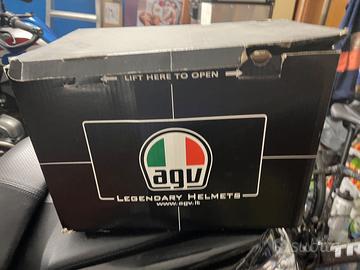 LIFT HERE TO OPEN
agv
LEGENDARY HELMETS
www.agv.it